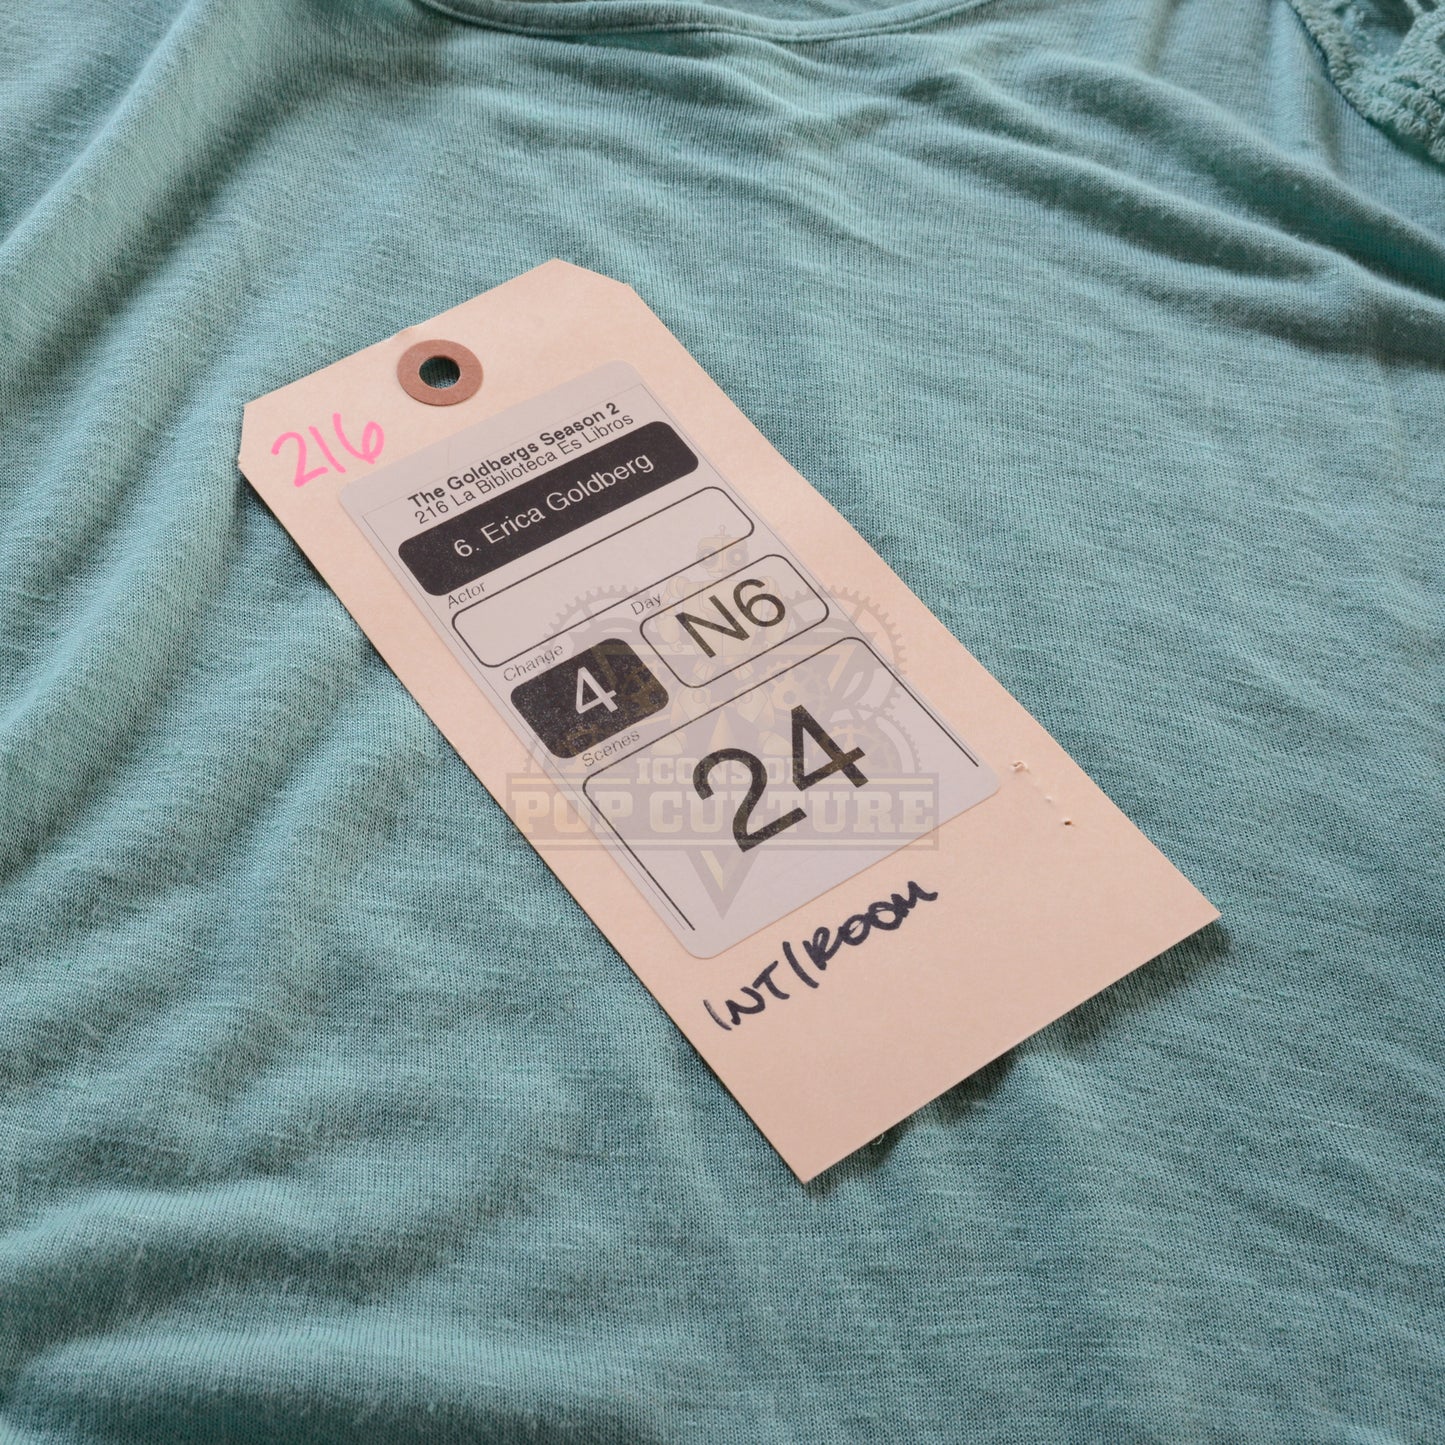 216
The Goldbergs Season 2
216 La Biblioteca Es Libros
6. Erica Goldberg
Actor
Change
Day
4
N6
Scenes
24
INT/ROOM
ICONS OF
POP CULTURE